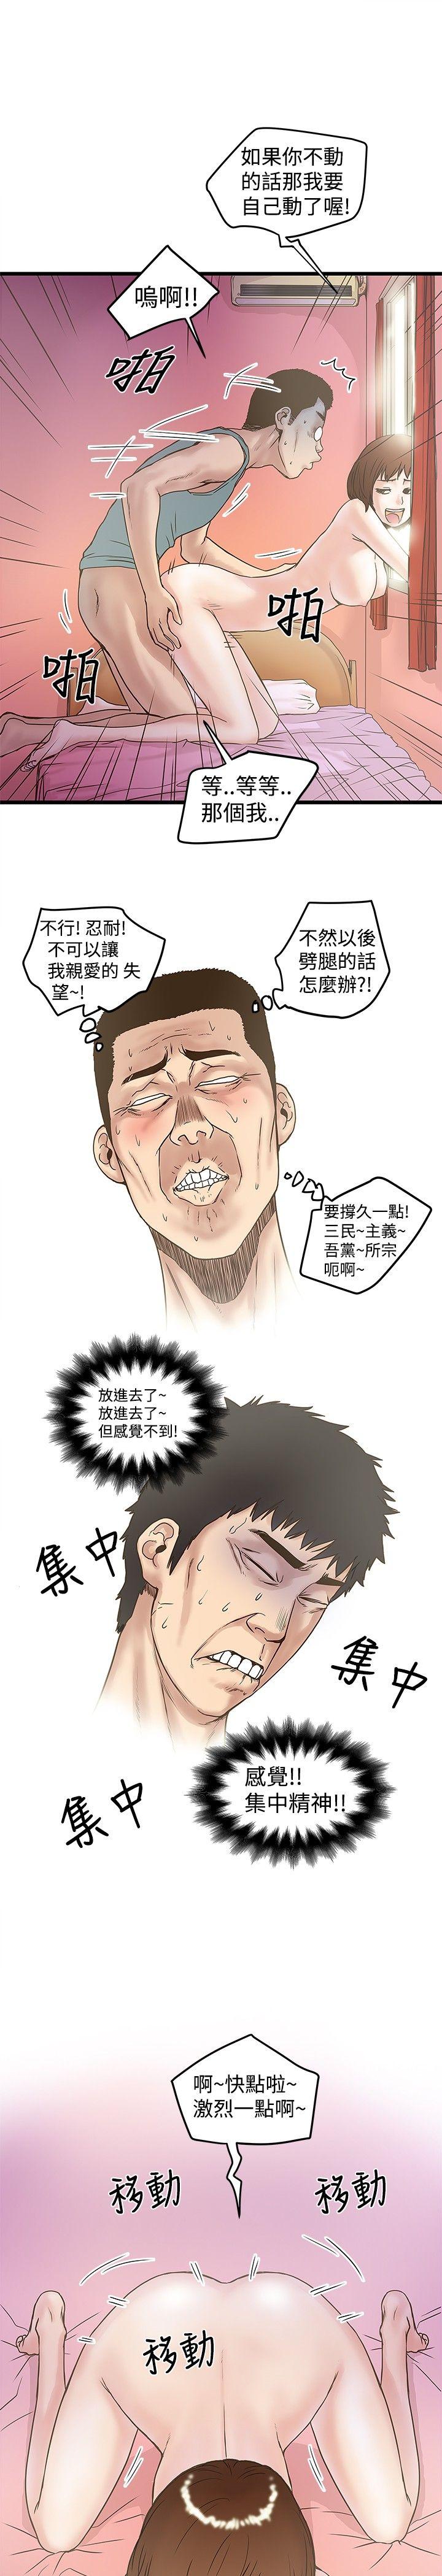 如果你不動
的話那我要
自己動了喔!
嗚啊!!
啪
啪
啪
等..等等..
那個我..
不行! 忍耐!
不可以讓
我親愛的 失
望~!
不然以後
劈腿的話
怎麼辦?!
要撐久一點!
三民~主義~
吾黨~所宗
呃啊~
放進去了~
放進去了~
但感覺不到!
集中
集中
感覺!!
集中精神!!
集中
啊~快點啦~
激烈一點啊~
移動
移動
移動